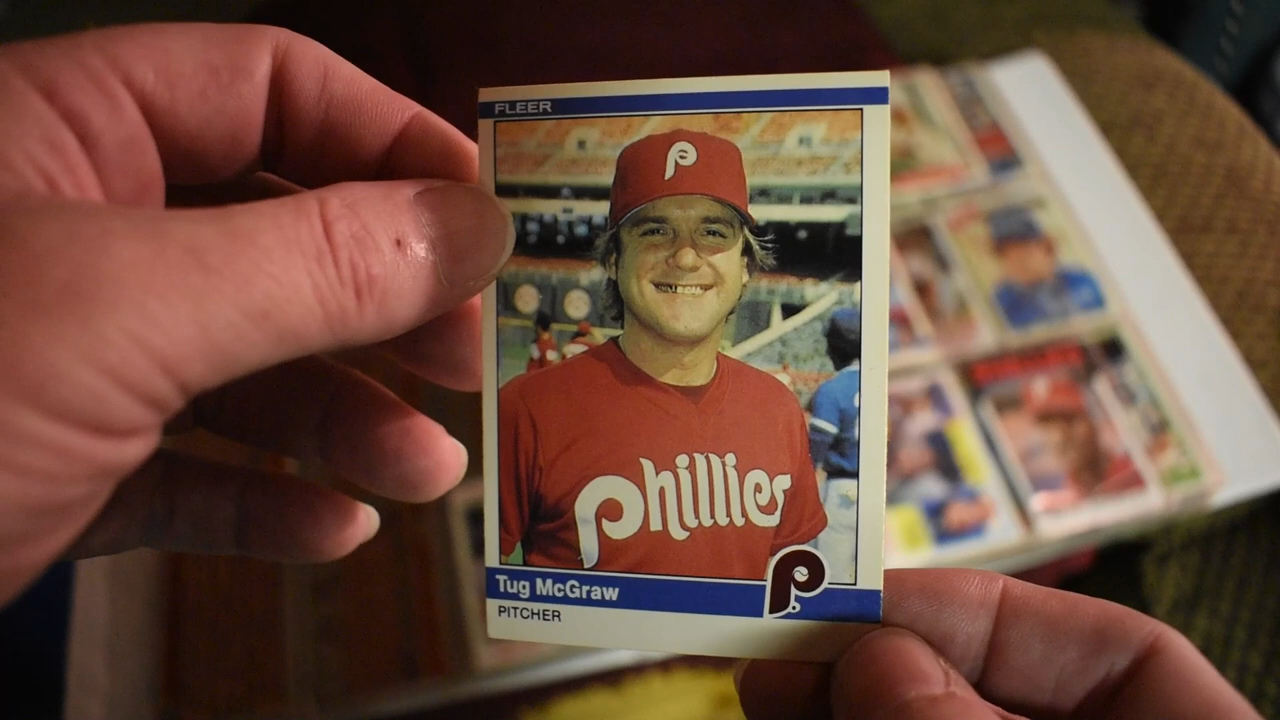 FLEER
P
Phillies
Tug McGraw
P
PITCHER